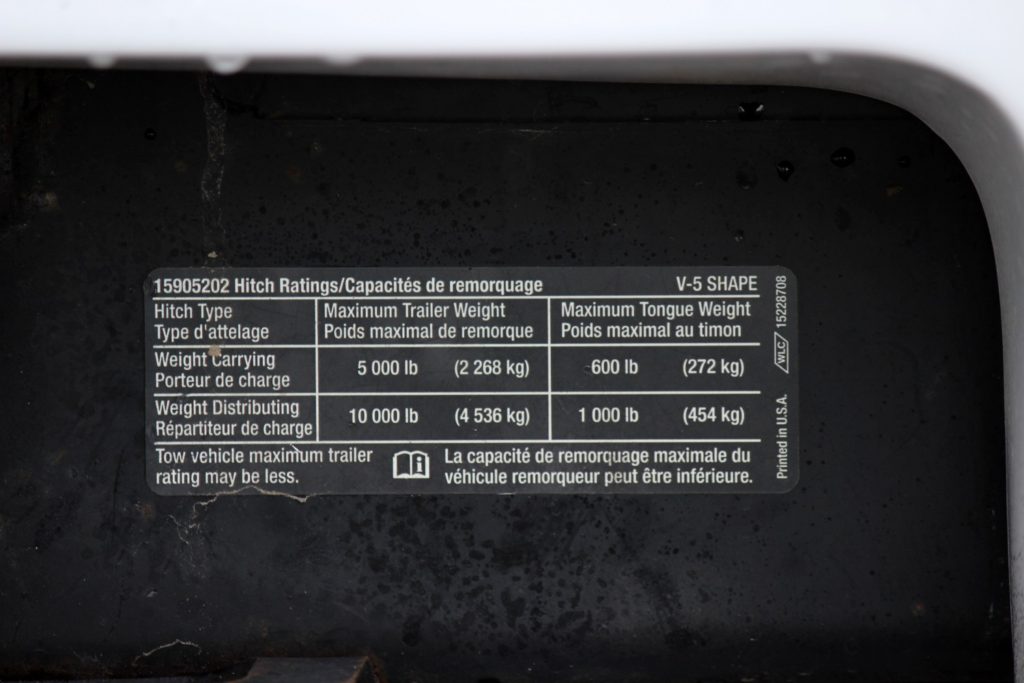 15905202 Hitch Ratings/Capacités de remorquage V-5 SHAPE
Hitch Type
Type d'attelage
Maximum Trailer Weight
Poids maximal de remorque
Maximum Tongue Weight
Poids maximal au timon
Weight Carrying
Porteur de charge
5 000 lb (2 268 kg) 600 lb (272 kg)
Weight Distributing
Répartiteur de charge
10 000 lb (4 536 kg) 1 000 lb (454 kg)
Tow vehicle maximum trailer
rating may be less.
La capacité de remorquage maximale du
véhicule remorqueur peut être inférieure.
Printed in U.S.A. WLC 15228708